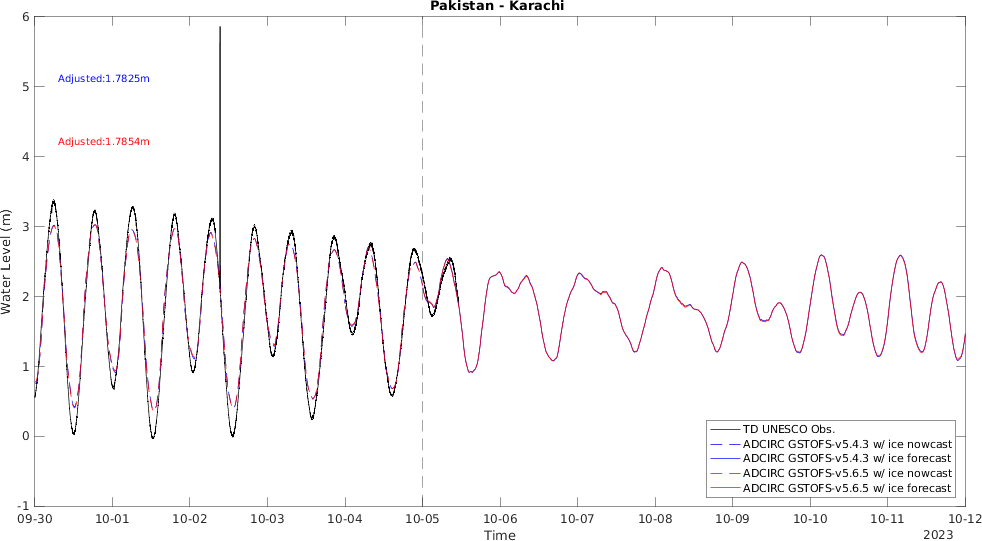 Pakistan - Karachi
6
5
4
3
2
1
0
-1
Water Level (m)
Adjusted:1.7825m
Adjusted:1.7854m
TD UNESCO Obs.
ADCIRC GSTOFS-v5.4.3 w/ ice nowcast
ADCIRC GSTOFS-v5.4.3 w/ ice forecast
ADCIRC GSTOFS-v5.6.5 w/ ice nowcast
ADCIRC GSTOFS-v5.6.5 w/ ice forecast
09-30 10-01 10-02 10-03 10-04 10-05 10-06 10-07 10-08 10-09 10-10 10-11 10-12
Time
2023